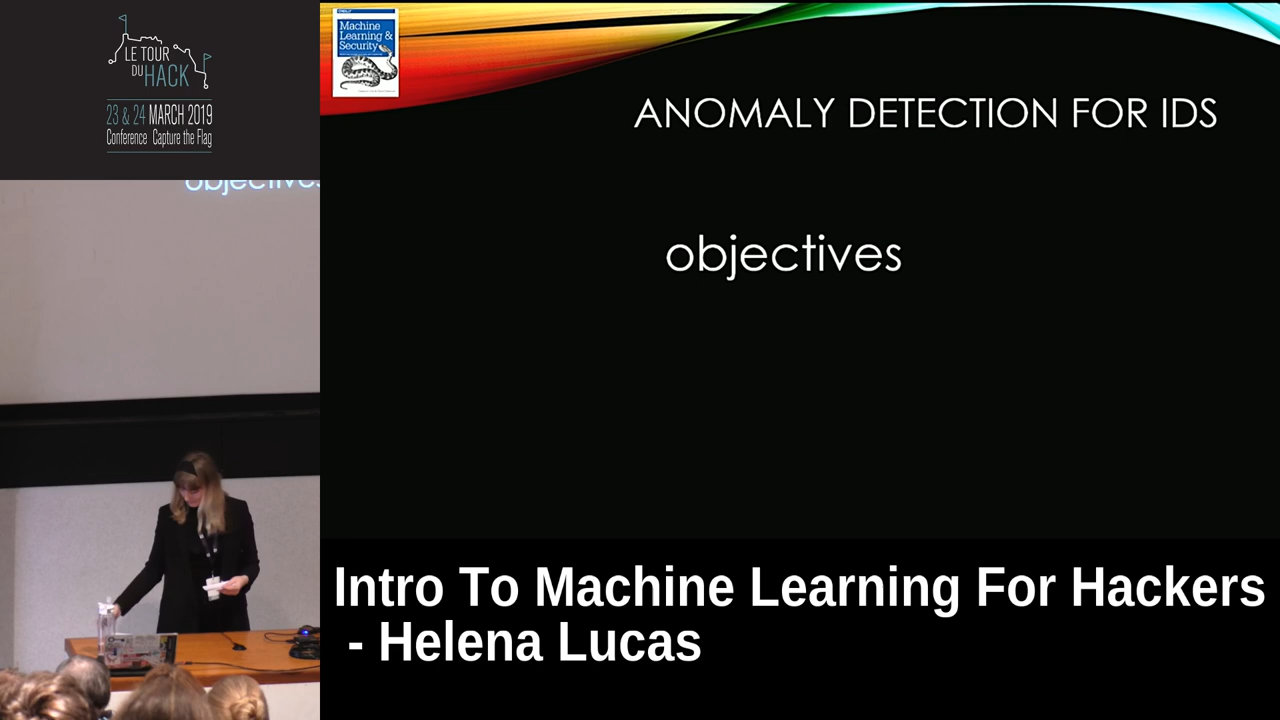 LE TOUR
DU HACK
23 & 24 MARCH 2019
Conference Capture the Flag
objectives
O'REILLY
Machine
Learning &
Security
ANOMALY DETECTION FOR IDS
objectives
Intro To Machine Learning For Hackers
- Helena Lucas